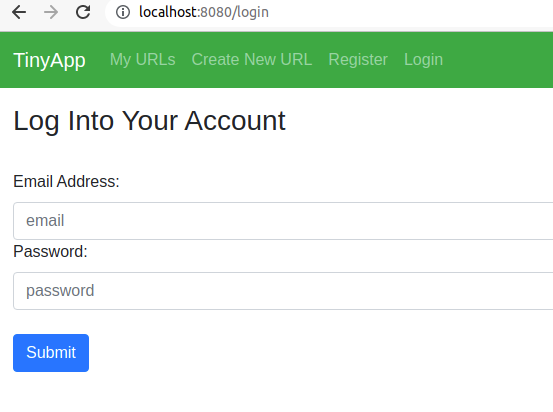 localhost:8080/login
TinyApp My URLs Create New URL Register Login
Log Into Your Account
Email Address:
email
Password:
password
Submit